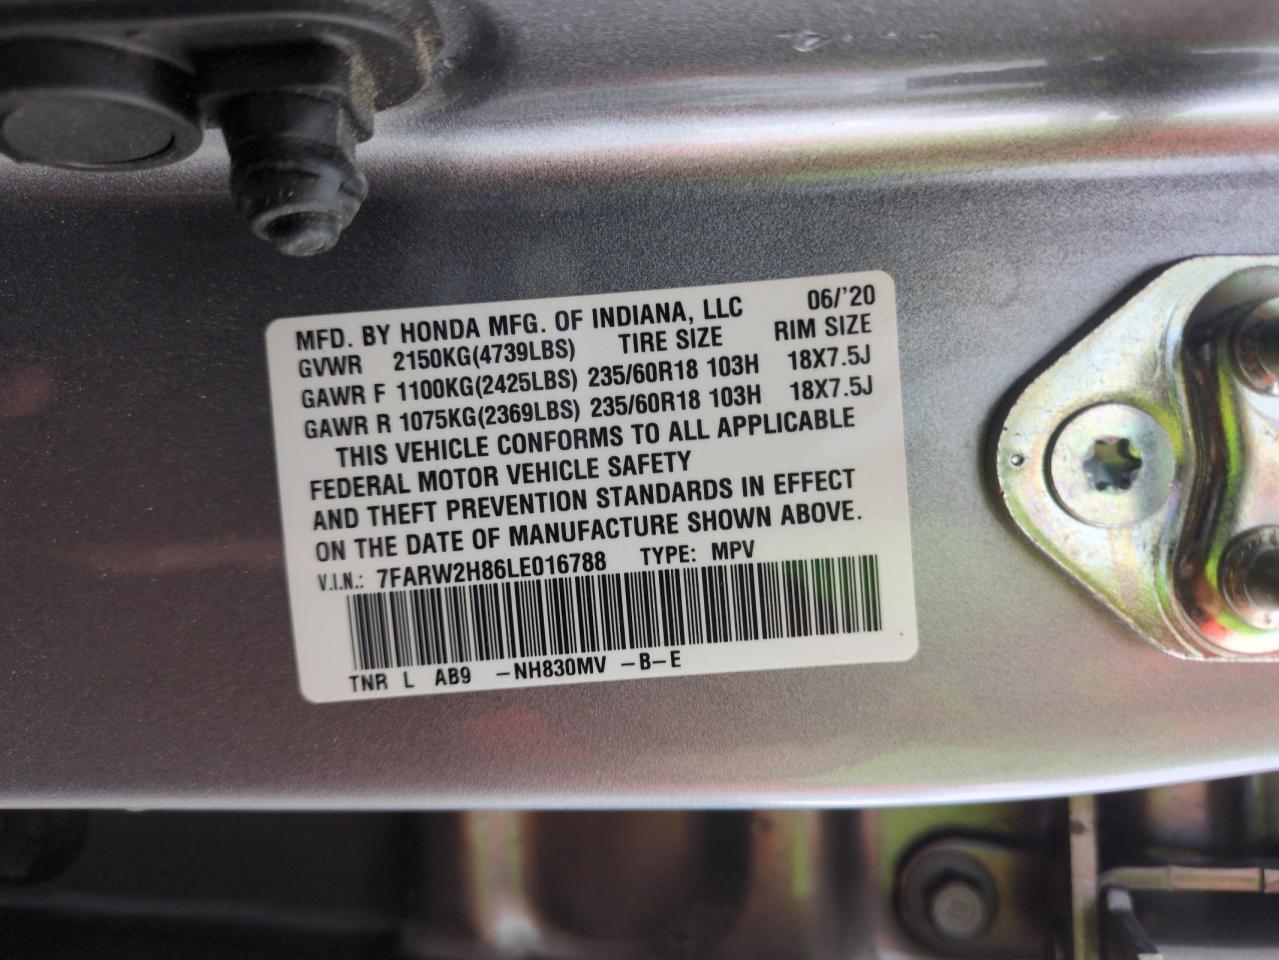 MFD. BY HONDA MFG. OF INDIANA, LLC 06/'20
GVWR 2150KG(4739LBS) TIRE SIZE RIM SIZE
GAWR F 1100KG(2425LBS) 235/60R18 103H 18X7.5J
GAWR R 1075KG(2369LBS) 235/60R18 103H 18X7.5J
THIS VEHICLE CONFORMS TO ALL APPLICABLE
FEDERAL MOTOR VEHICLE SAFETY
AND THEFT PREVENTION STANDARDS IN EFFECT
ON THE DATE OF MANUFACTURE SHOWN ABOVE.
V.I.N.: 7FARW2H86LE016788 TYPE: MPV
TNR L AB9 -NH830MV -B-E